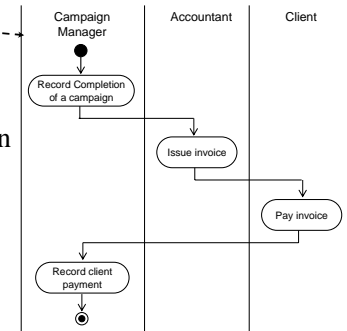 Campaign
Manager
Accountant
Client
Record Completion
of a campaign
n
Issue invoice
Pay invoice
Record client
payment